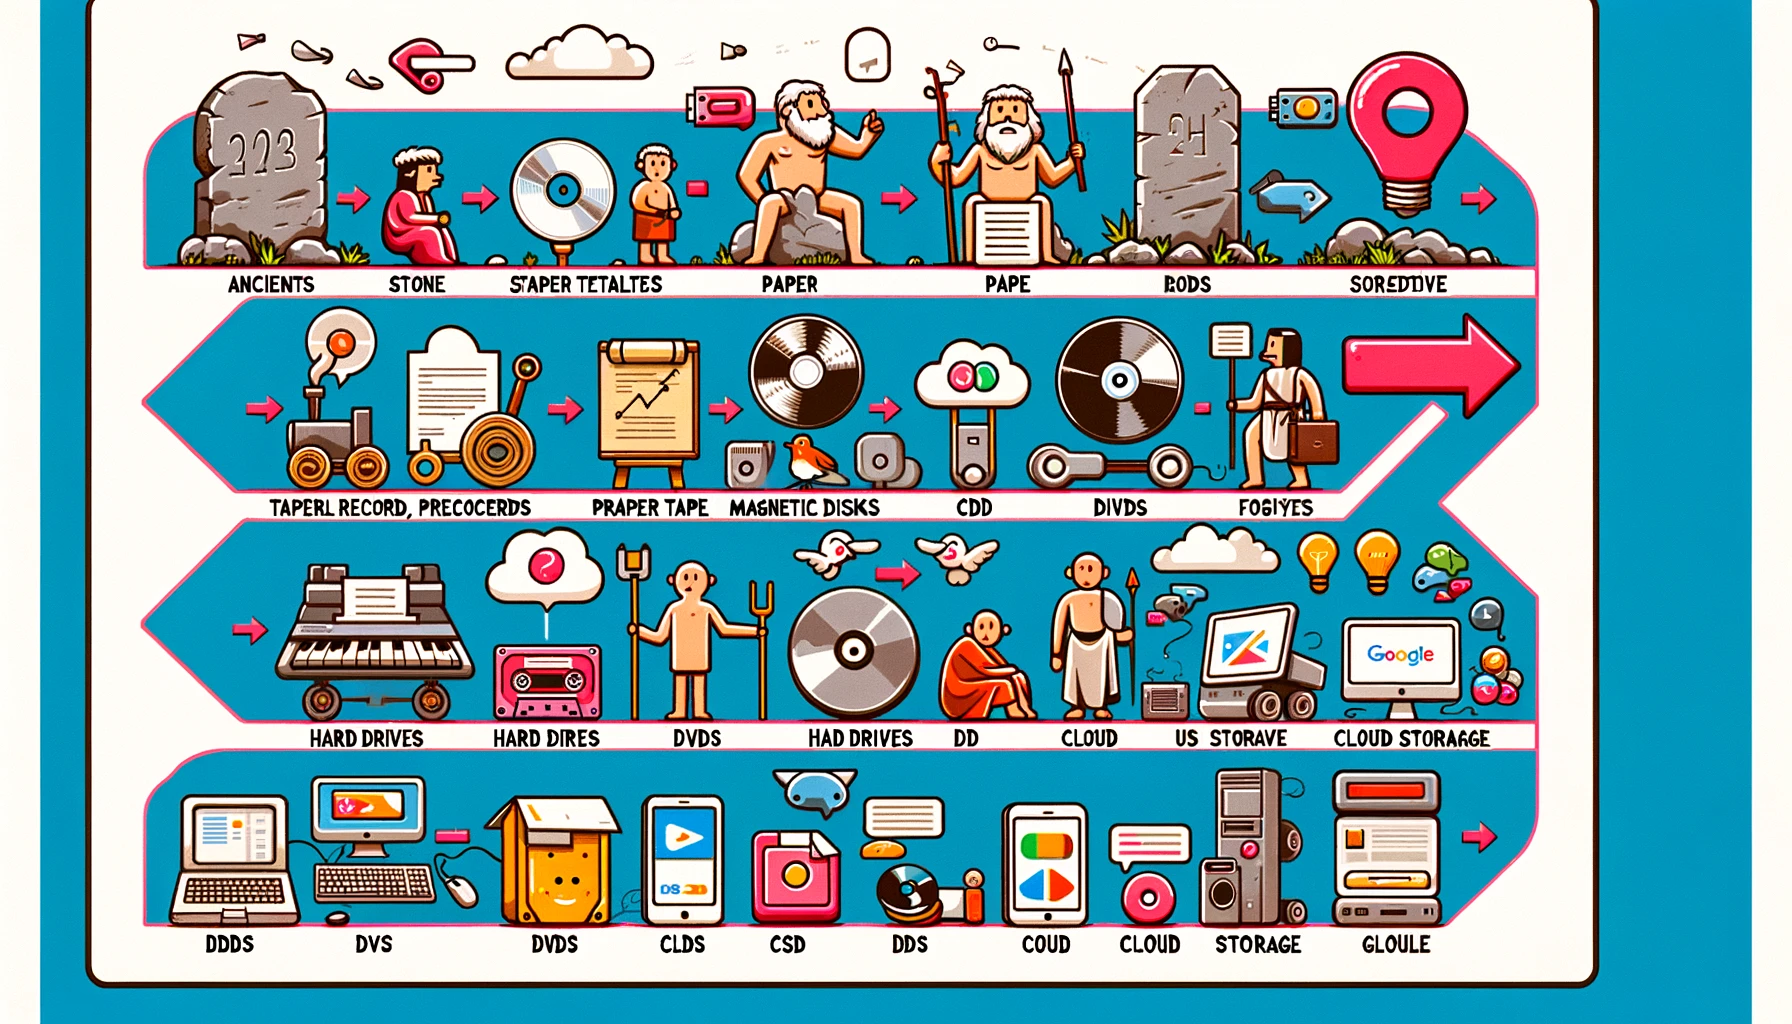 223
24
ANCIENTS STONE STAPER TETALTES PAPER PAPE RODS SOREDTIVE
TAPERL RECORD, PRECOCERDS PRAPER TAPE MAGNETIC DISKS CDD DIVDS FOGIYES
Google
HARD DRIVES HARD DIRES DVDS HAD DRIVES DD CLOUD US STORAVE CLOUD STORAGE
DS
DDDS DVS DVDS CLDS CSD DDS COUD CLOUD STORAGE GLOULE